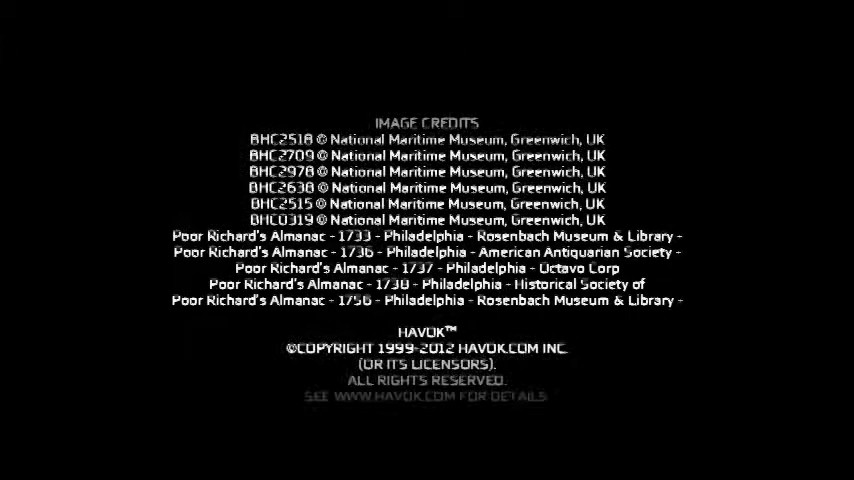 IMAGE CREDITS
BHC2518 © National Maritime Museum, Greenwich, UK
BHC2709 © National Maritime Museum, Greenwich, UK
BHC2978 © National Maritime Museum, Greenwich, UK
BHC2638 © National Maritime Museum, Greenwich, UK
BHC2515 © National Maritime Museum, Greenwich, UK
BHC0319 © National Maritime Museum, Greenwich, UK
Poor Richard's Almanac - 1733 - Philadelphia - Rosenbach Museum & Library -
Poor Richard's Almanac - 1736 - Philadelphia - American Antiquarian Society -
Poor Richard's Almanac - 1737 - Philadelphia - Octavo Corp
Poor Richard's Almanac - 1738 - Philadelphia - Historical Society of
Poor Richard's Almanac - 1756 - Philadelphia - Rosenbach Museum & Library -
HAVOK™
©COPYRIGHT 1999-2012 HAVOK.COM INC.
(OR ITS LICENSORS).
ALL RIGHTS RESERVED.
SEE WWW.HAVOK.COM FOR DETAILS